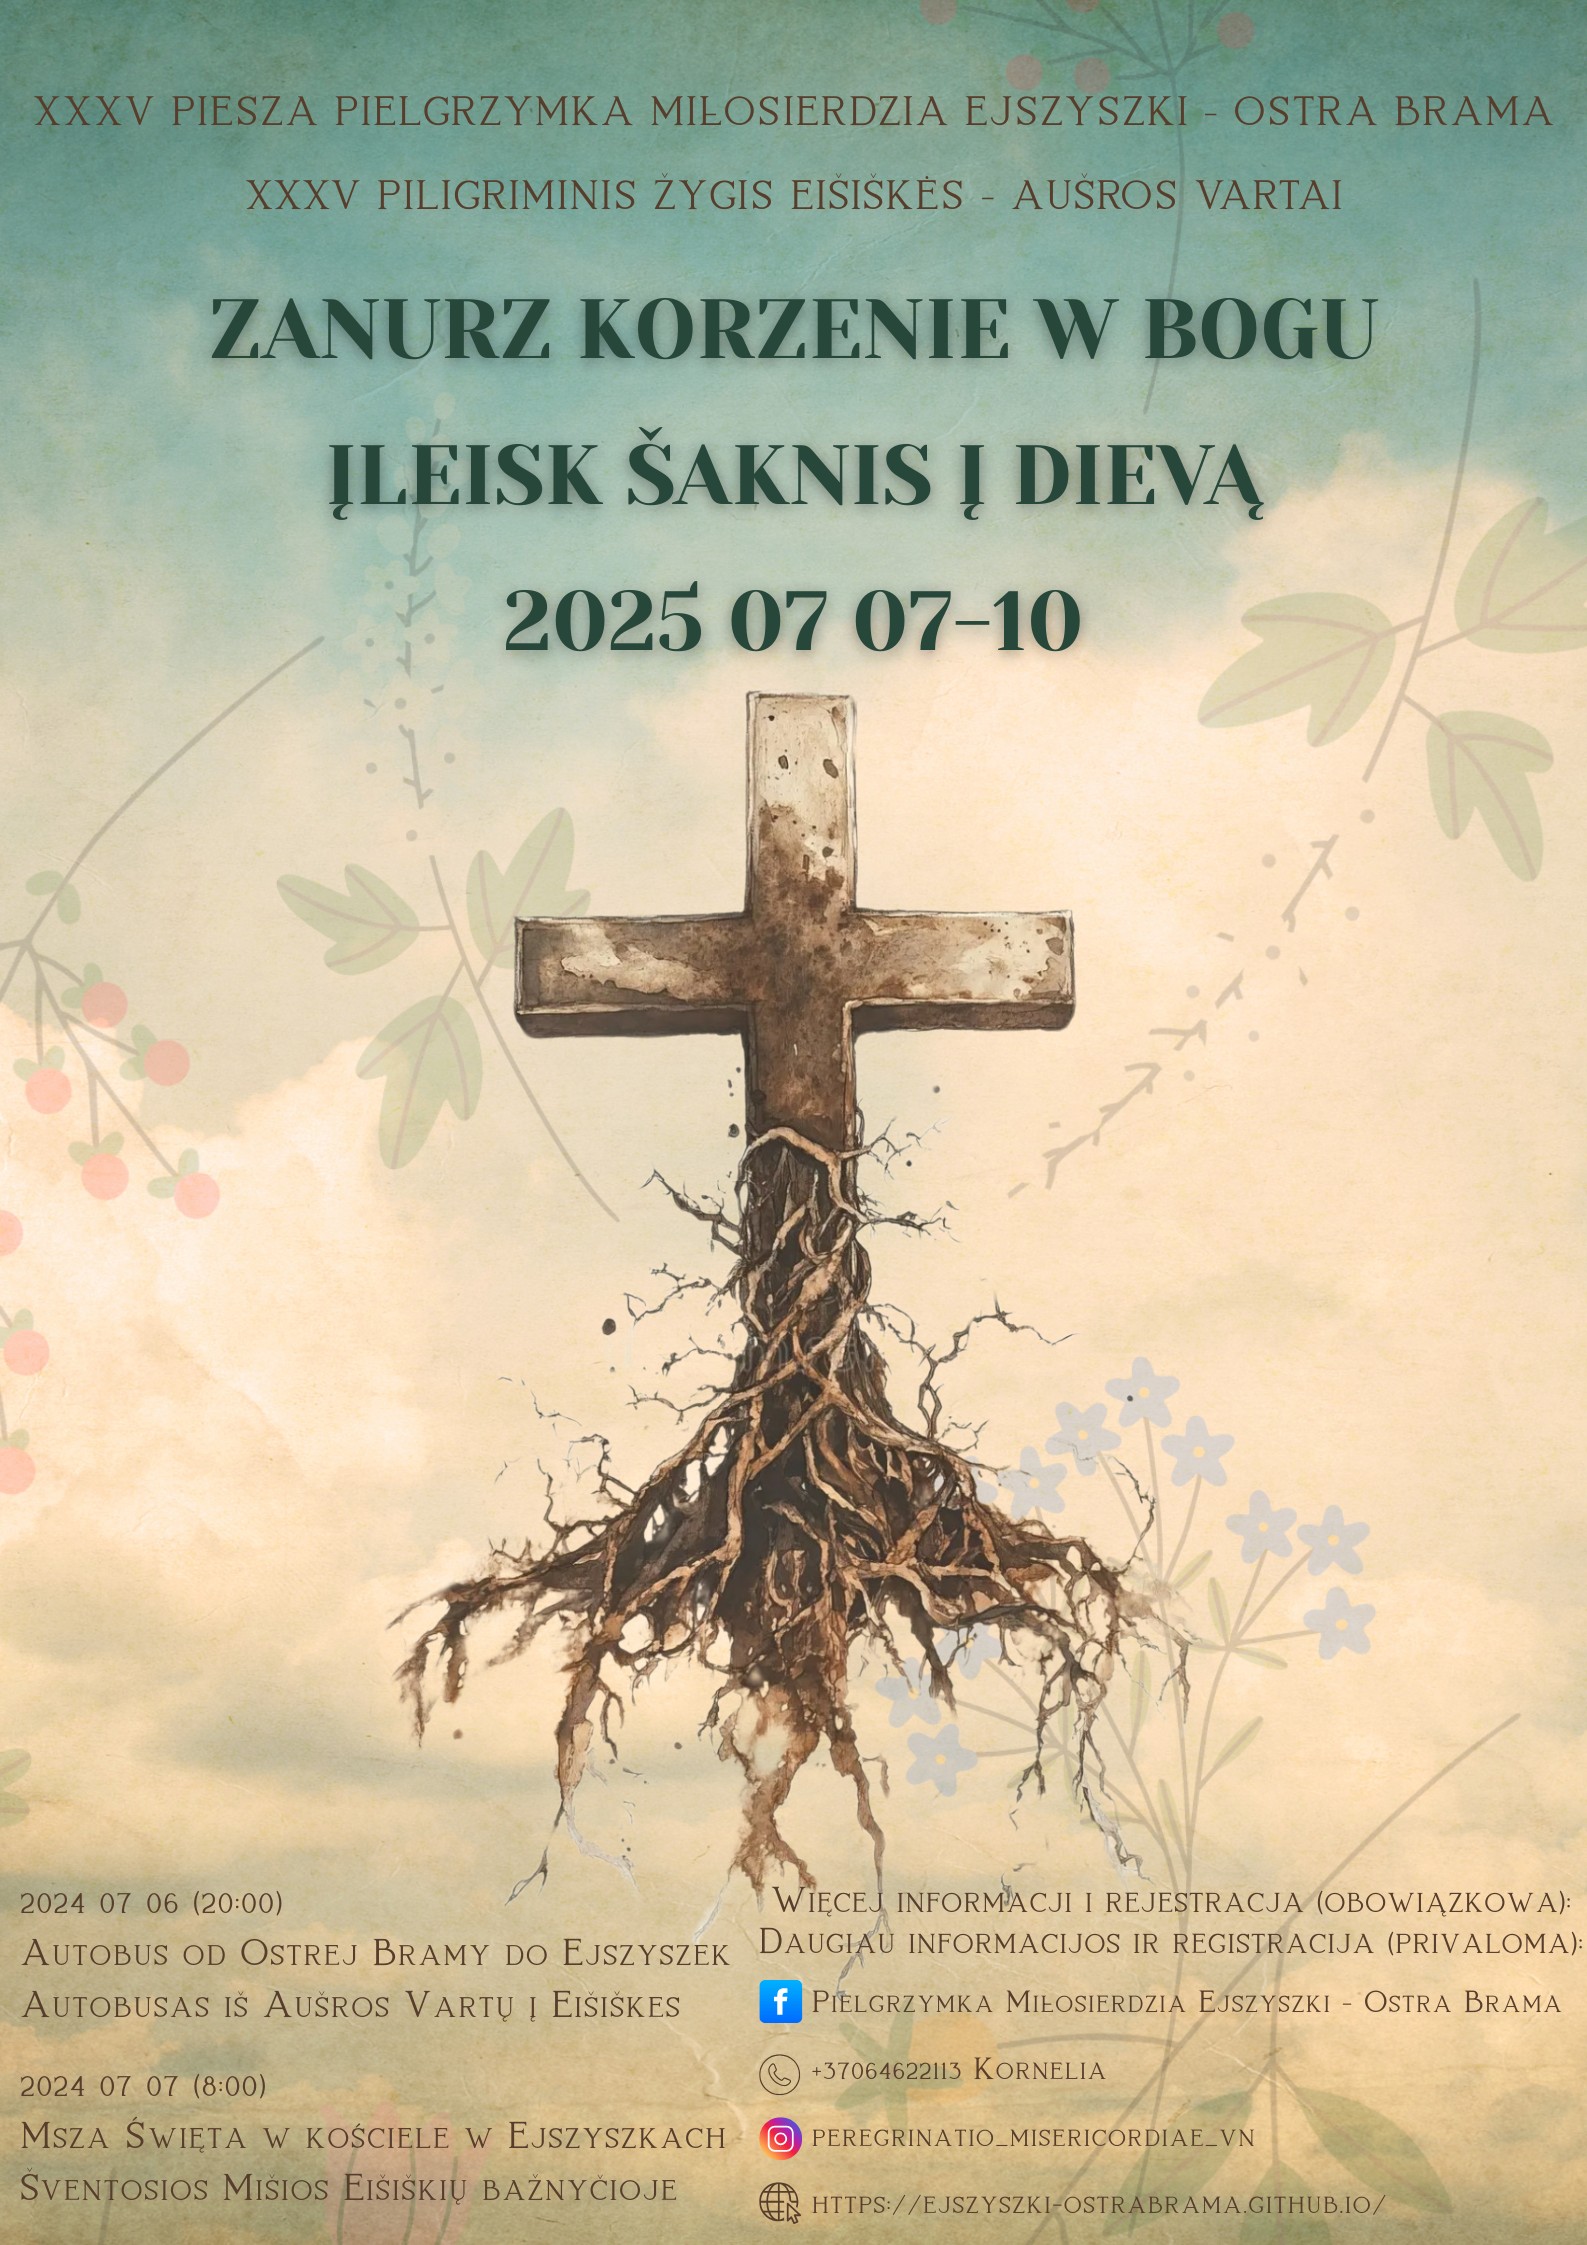 XXXV PIESZA PIELGRZYMKA MIŁOSIERDZIA EJSZYSZKI - OSTRA BRAMA
XXXV PILIGRIMINIS ŽYGIS EIŠIŠKĖS - AUŠROS VARTAI
ZANURZ KORZENIE W BOGU
ĮLEISK ŠAKNIS Į DIEVĄ
2025 07 07-10
2024 07 06 (20:00)
Autobus od Ostrej Bramy do Ejszyszek
Autobusas iš Aušros Vartų į Eišiškes
2024 07 07 (8:00)
Msza Święta w kościele w Ejszyszkach
Šventosios Mišios Eišiškių bažnyčioje
Więcej informacji i rejestracja (obowiązkowa):
Daugiau informacijos ir registracija (privaloma):
Pielgrzymka Miłosierdzia Ejszyszki - Ostra Brama
+37064622113 Kornelia
peregrinatio_misericordiae_vn
https://ejszyszki-ostrabrama.github.io/